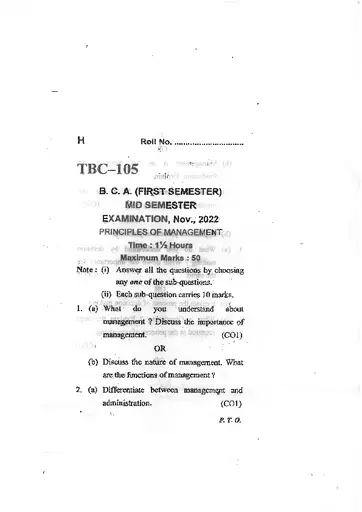 H Roll No. ..............................
TBC–105
B. C. A. (FIRST SEMESTER)
MID SEMESTER
EXAMINATION, Nov., 2022
PRINCIPLES OF MANAGEMENT
Time : 1½ Hours
Maximum Marks : 50
Note : (i) Answer all the questions by choosing
any one of the sub-questions.
(ii) Each sub-question carries 10 marks.
1. (a) What do you understand about
management ? Discuss the importance of
management. (CO1)
OR
(b) Discuss the nature of management. What
are the functions of management ?
2. (a) Differentiate between management and
administration. (CO1)
P. T. O.